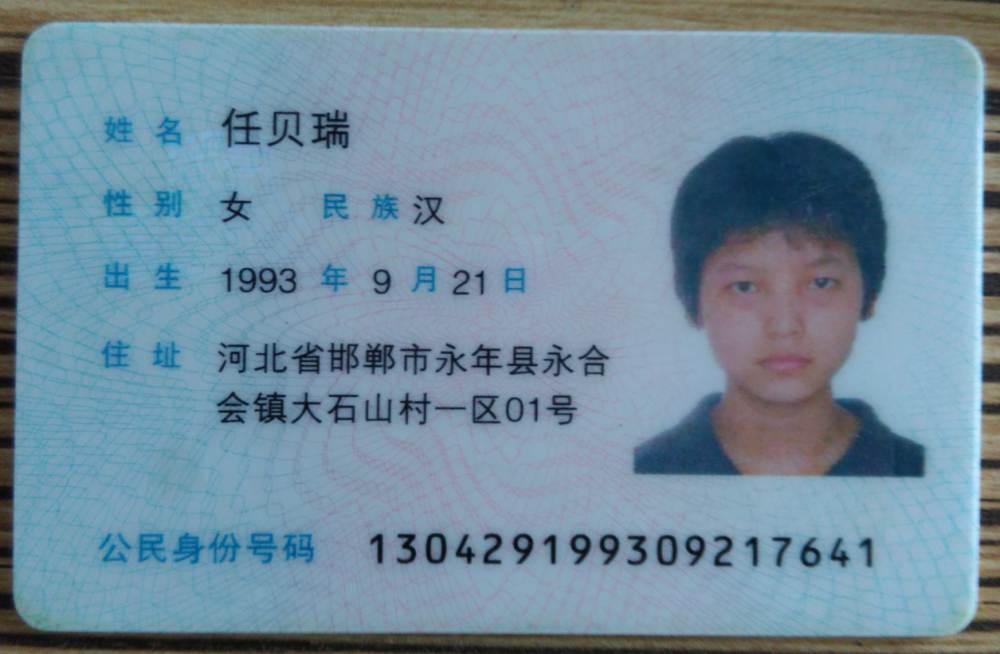 姓名 任贝瑞
性别 女 民族 汉
出生 1993 年 9 月 21 日
住址 河北省邯郸市永年县永合
会镇大石山村一区01号
公民身份号码 130429199309217641